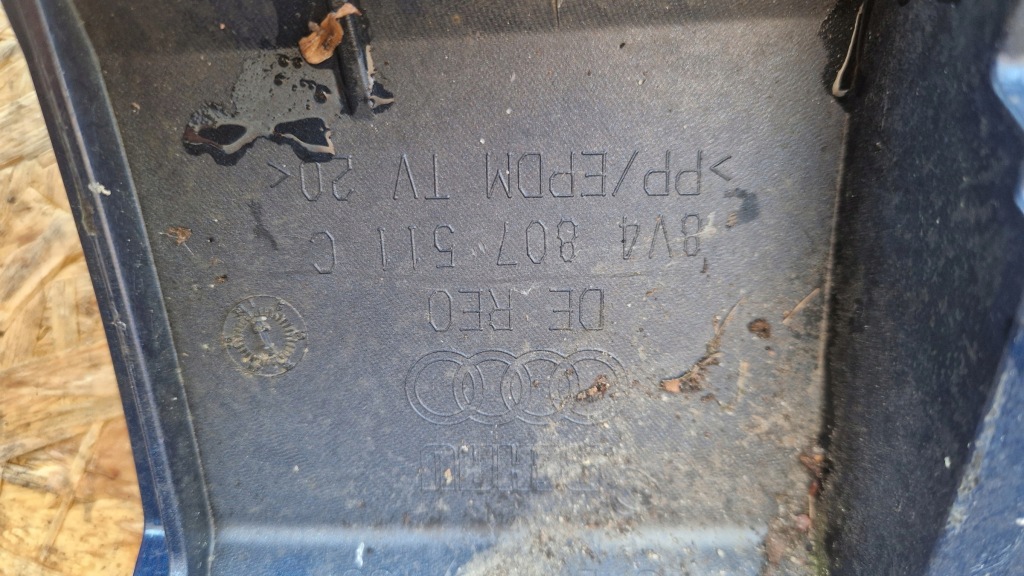 DE REO
8V4 807 511 C
>PP/EPDM TV 20<